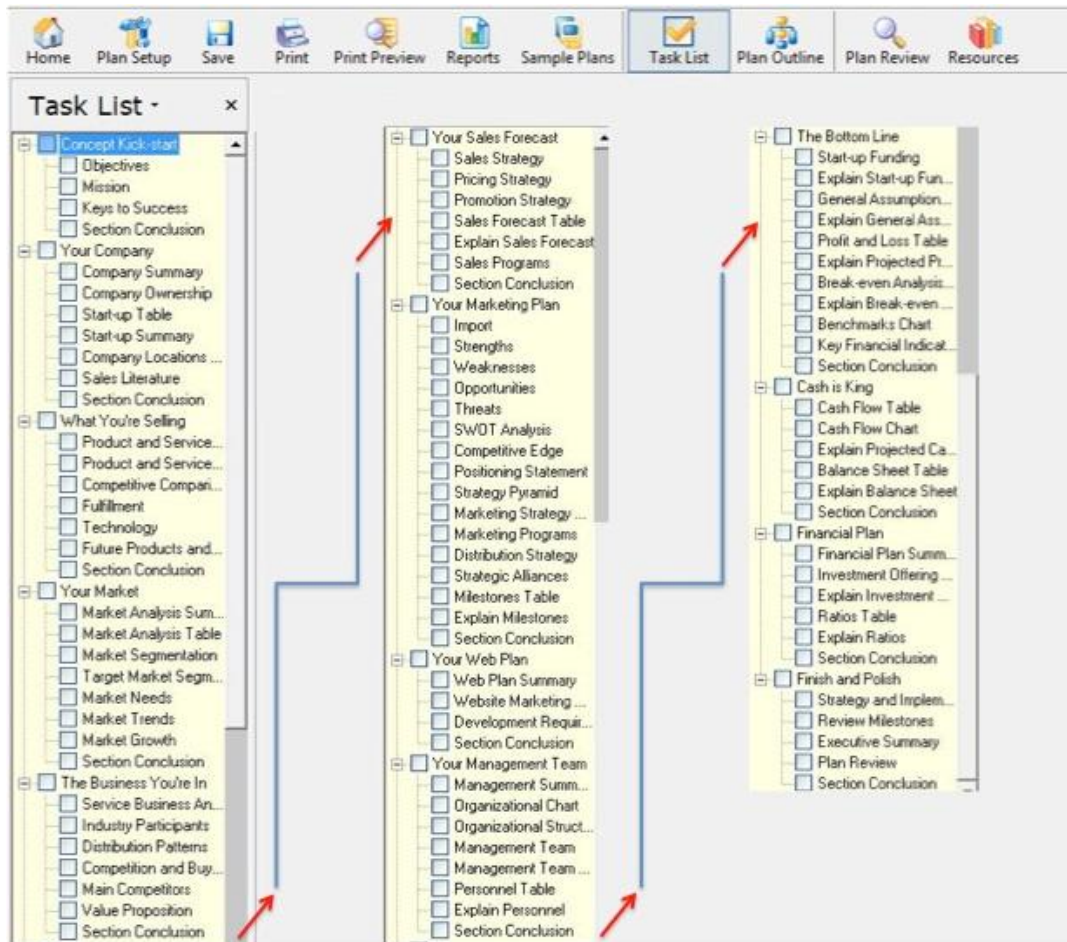 Home Plan Setup Save Print Print Preview Reports Sample Plans Task List Plan Outline Plan Review Resources
Task List
Concept Kick-start
Objectives
Mission
Keys to Success
Section Conclusion
Your Company
Company Summary
Company Ownership
Start-up Table
Start-up Summary
Company Locations ...
Sales Literature
Section Conclusion
What You're Selling
Product and Service...
Product and Service...
Competitive Compari...
Fulfillment
Technology
Future Products and...
Section Conclusion
Your Market
Market Analysis Sum...
Market Analysis Table
Market Segmentation
Target Market Segm...
Market Needs
Market Trends
Market Growth
Section Conclusion
The Business You're In
Service Business An...
Industry Participants
Distribution Patterns
Competition and Buy...
Main Competitors
Value Proposition
Section Conclusion
Your Sales Forecast
Sales Strategy
Pricing Strategy
Promotion Strategy
Sales Forecast Table
Explain Sales Forecast
Sales Programs
Section Conclusion
Your Marketing Plan
Import
Strengths
Weaknesses
Opportunities
Threats
SWOT Analysis
Competitive Edge
Positioning Statement
Strategy Pyramid
Marketing Strategy ...
Marketing Programs
Distribution Strategy
Strategic Alliances
Milestones Table
Explain Milestones
Section Conclusion
Your Web Plan
Web Plan Summary
Website Marketing ...
Development Requir...
Section Conclusion
Your Management Team
Management Summ...
Organizational Chart
Organizational Struct...
Management Team
Management Team ...
Personnel Table
Explain Personnel
Section Conclusion
The Bottom Line
Start-up Funding
Explain Start-up Fun...
General Assumption...
Explain General Ass...
Profit and Loss Table
Explain Projected Pr...
Break-even Analysis...
Explain Break-even ...
Benchmarks Chart
Key Financial Indicat...
Section Conclusion
Cash is King
Cash Flow Table
Cash Flow Chart
Explain Projected Ca...
Balance Sheet Table
Explain Balance Sheet
Section Conclusion
Financial Plan
Financial Plan Summ...
Investment Offering ...
Explain Investment ...
Ratios Table
Explain Ratios
Section Conclusion
Finish and Polish
Strategy and Implem...
Review Milestones
Executive Summary
Plan Review
Section Conclusion